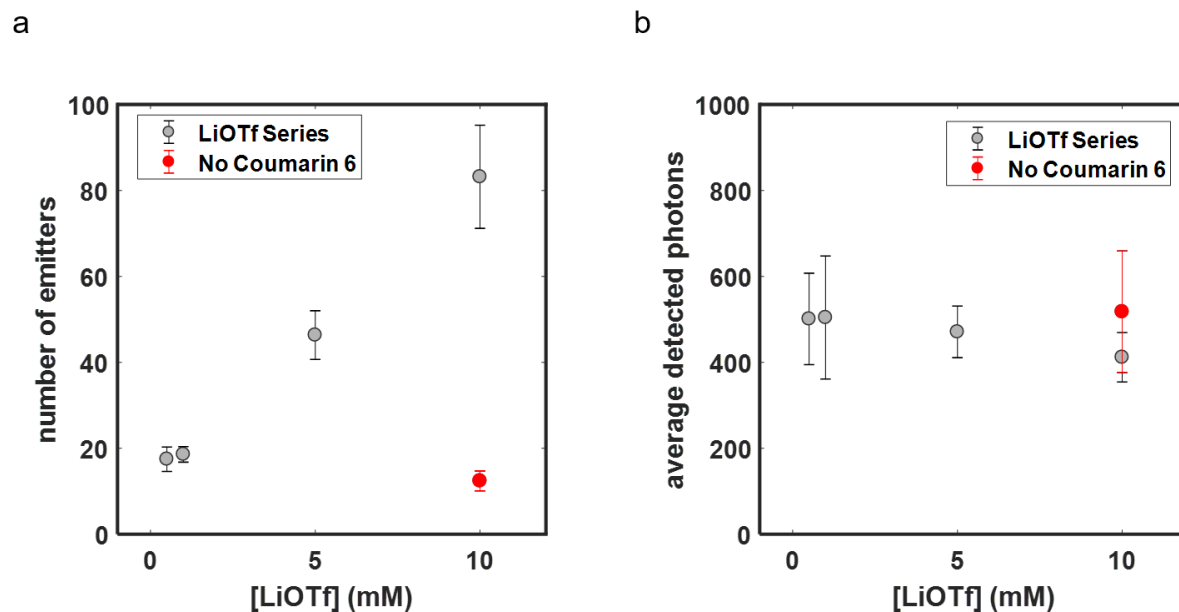 a
100
80
60
40
20
0
number of emitters
LiOTf Series
No Coumarin 6
0 5 10
[LiOTf] (mM)
b
1000
800
600
400
200
0
average detected photons
LiOTf Series
No Coumarin 6
0 5 10
[LiOTf] (mM)